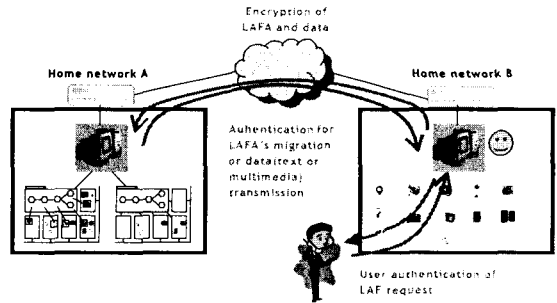 Encryption of
LAFA and data
Home network A
Home network B
Auhentication for
LAFA's migration
or data(text or
multimedia)
transmission
User authentication of
LAF request